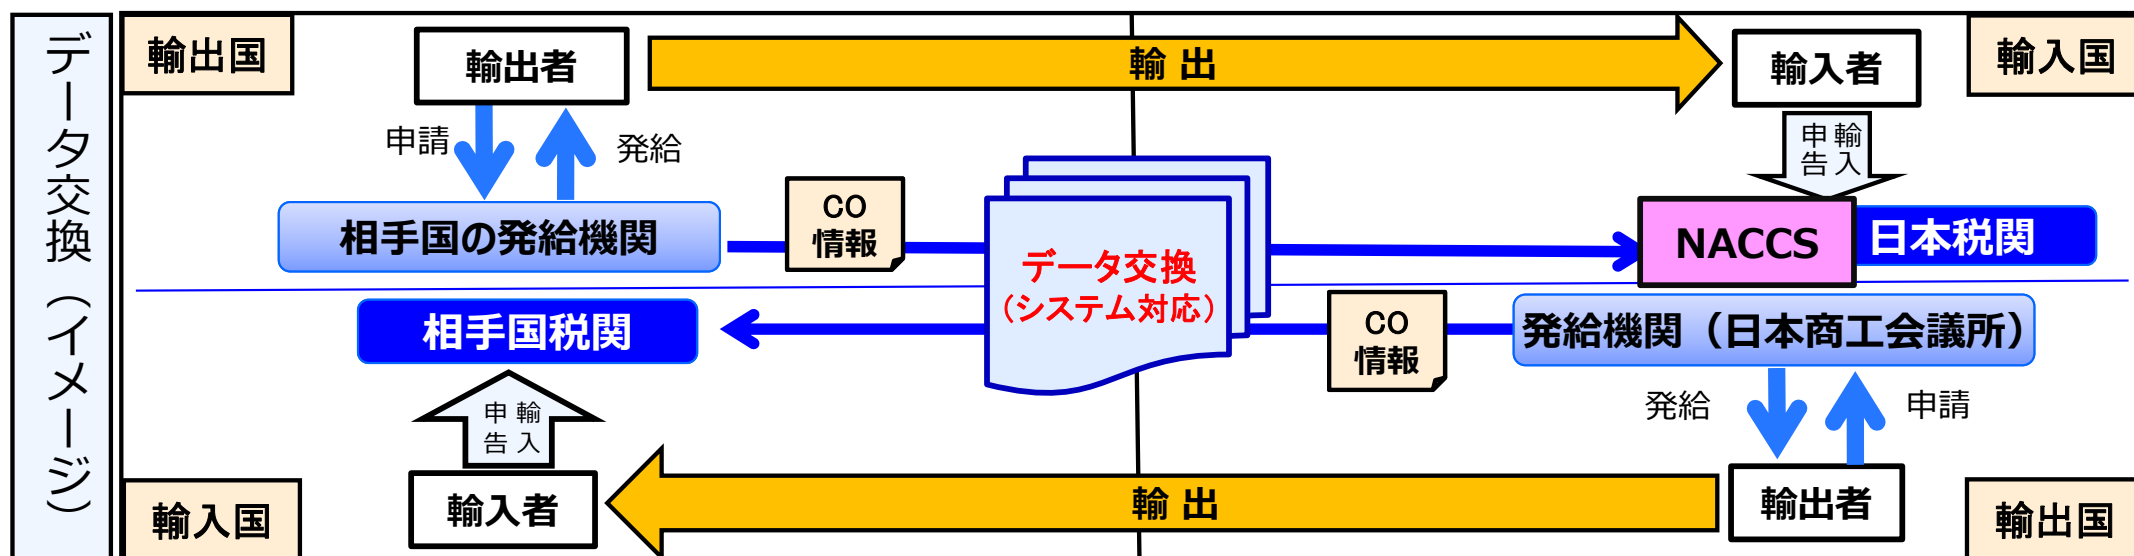 データ交換（イメージ）
輸出国
輸出者
輸 出
輸入者
輸入国
申請
発給
輸入
申告
相手国の発給機関
CO
情報
データ交換
（システム対応）
NACCS
日本税関
相手国税関
CO
情報
発給機関（日本商工会議所）
輸入
申告
発給
申請
輸入国
輸入者
輸 出
輸出者
輸出国